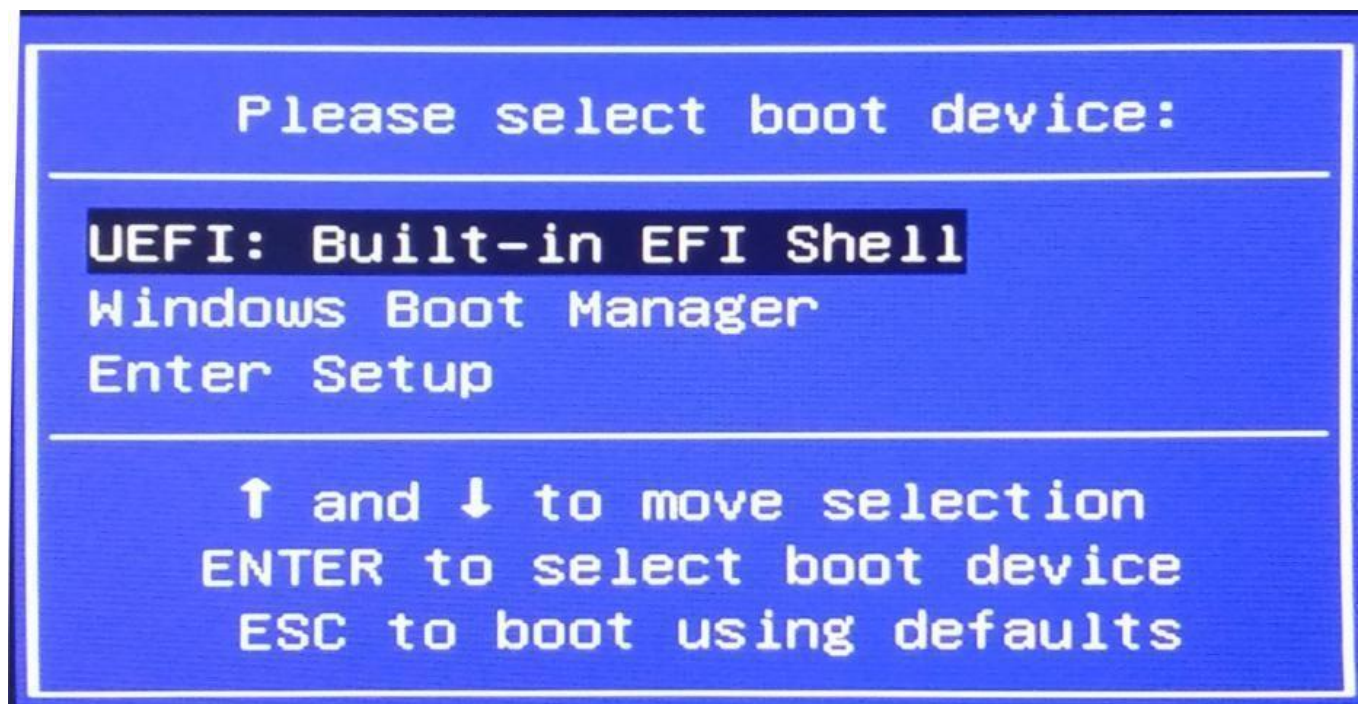 Please select boot device:
UEFI: Built-in EFI Shell
Windows Boot Manager
Enter Setup
↑ and ↓ to move selection
ENTER to select boot device
ESC to boot using defaults